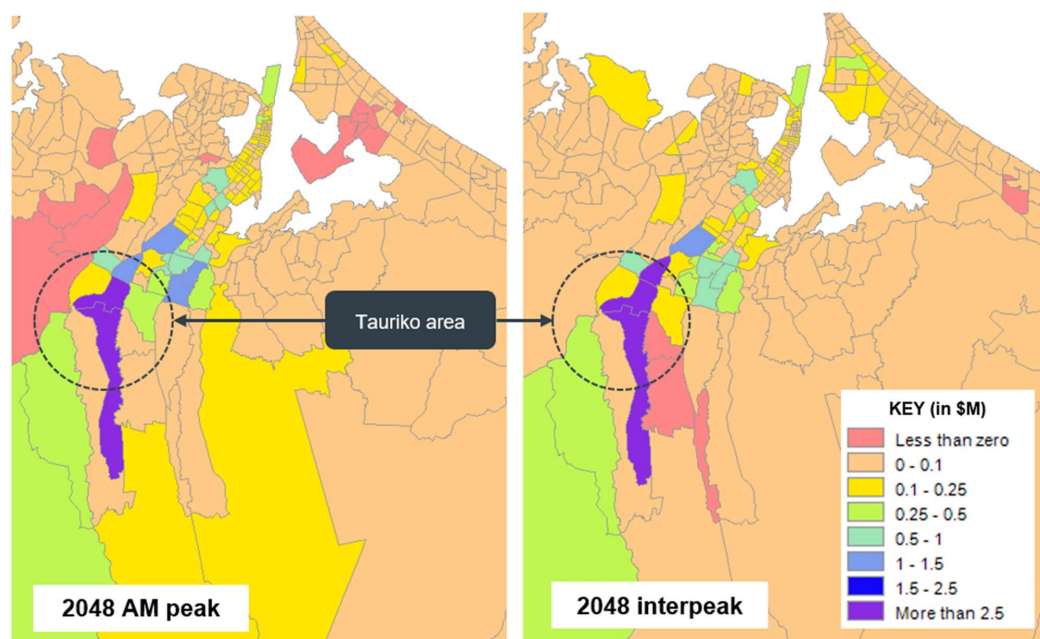 Tauriko area
KEY (in $M)
Less than zero
0 - 0.1
0.1 - 0.25
0.25 - 0.5
0.5 - 1
1 - 1.5
1.5 - 2.5
More than 2.5
2048 AM peak
2048 interpeak